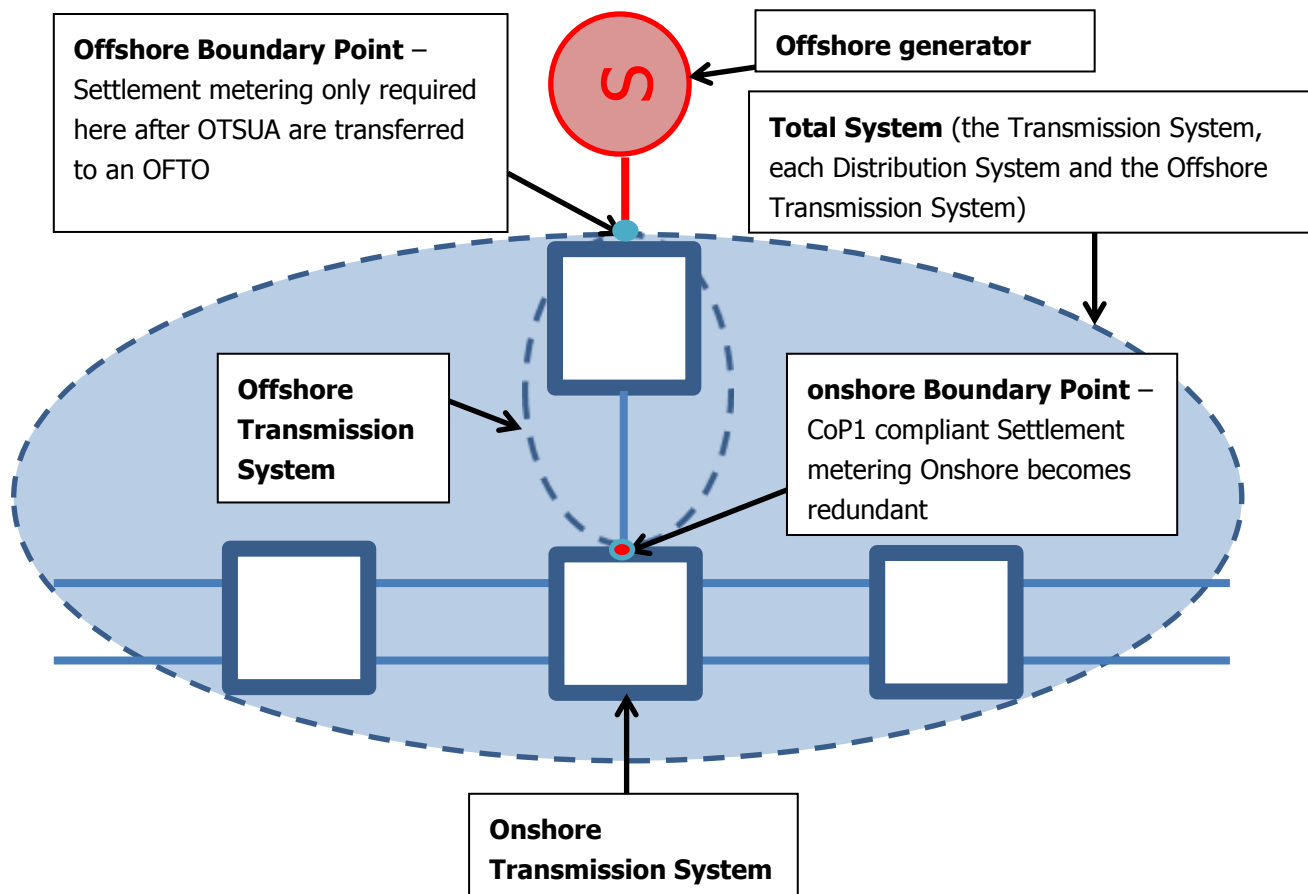 Offshore Boundary Point –
Settlement metering only required
here after OTSUA are transferred
to an OFTO
S
Offshore generator
Total System (the Transmission System,
each Distribution System and the Offshore
Transmission System)
Offshore
Transmission
System
onshore Boundary Point –
CoP1 compliant Settlement
metering Onshore becomes
redundant
Onshore
Transmission System